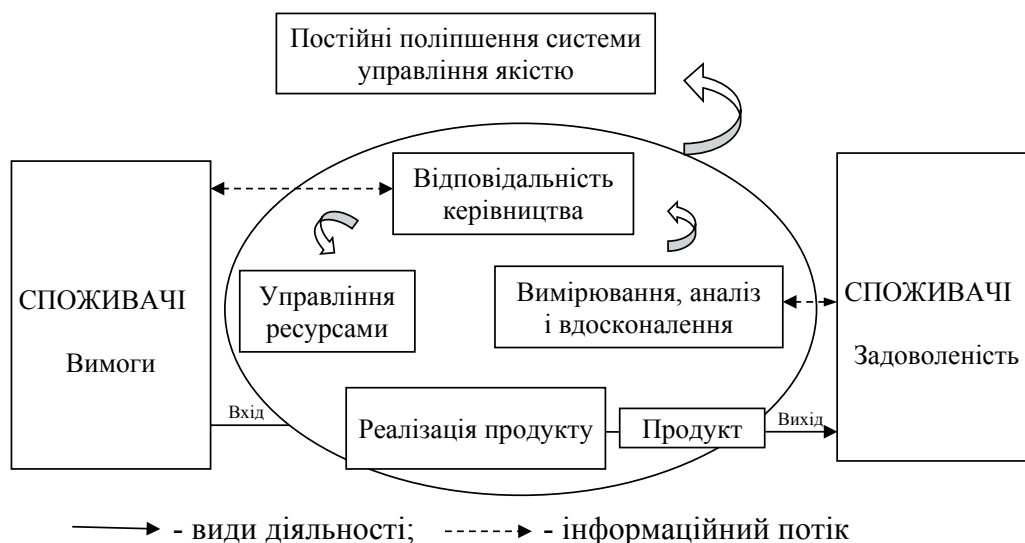 Постійні поліпшення системи
управління якістю
Відповідальність
керівництва
СПОЖИВАЧІ
Вимоги
Управління
ресурсами
Вимірювання, аналіз
і вдосконалення
СПОЖИВАЧІ
Задоволеність
Вхід
Реалізація продукту
Продукт
Вихід
- види діяльності;
- інформаційний потік